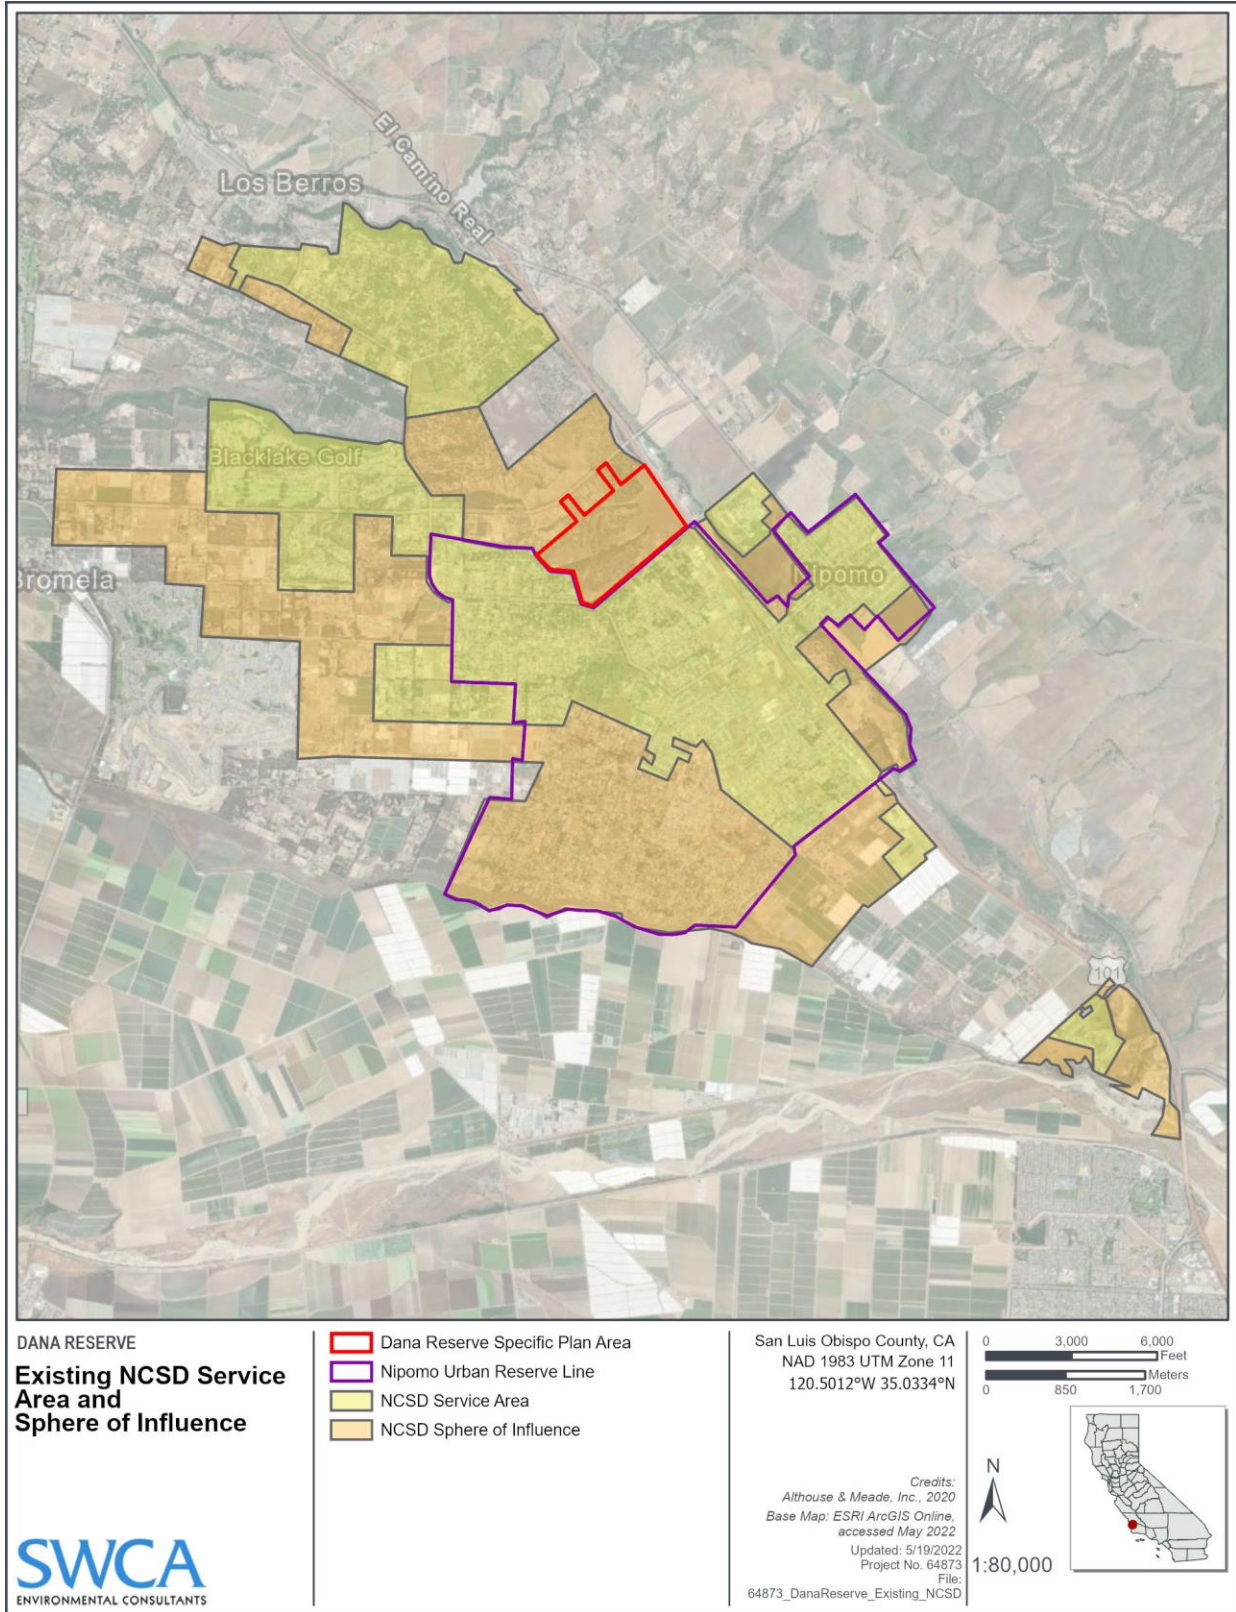 Los Berros
El Camino Real
Blacklake Golf
Bromela
Nipomo
101
DANA RESERVE
Existing NCSD Service
Area and
Sphere of Influence
SWCA
ENVIRONMENTAL CONSULTANTS
Dana Reserve Specific Plan Area
Nipomo Urban Reserve Line
NCSD Service Area
NCSD Sphere of Influence
San Luis Obispo County, CA
NAD 1983 UTM Zone 11
120.5012°W 35.0334°N
Credits:
Althouse & Meade, Inc., 2020
Base Map: ESRI ArcGIS Online,
accessed May 2022
Updated: 5/19/2022
Project No. 64873
File:
64873_DanaReserve_Existing_NCSD
0 3,000 6,000
Feet
Meters
0 850 1,700
N
1:80,000